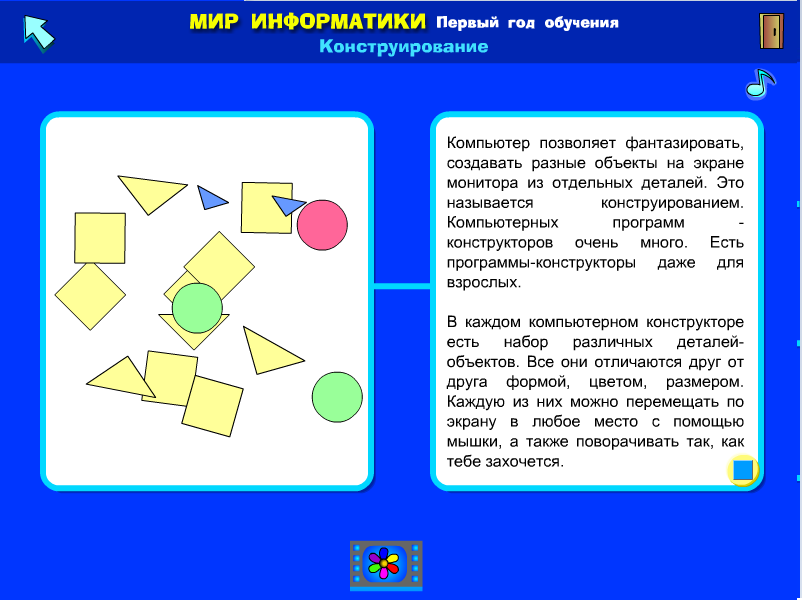 МИР ИНФОРМАТИКИ Первый год обучения
Конструирование
Компьютер позволяет фантазировать,
создавать разные объекты на экране
монитора из отдельных деталей. Это
называется конструированием.
Компьютерных программ -
конструкторов очень много. Есть
программы-конструкторы даже для
взрослых.
В каждом компьютерном конструкторе
есть набор различных деталей-
объектов. Все они отличаются друг от
друга формой, цветом, размером.
Каждую из них можно перемещать по
экрану в любое место с помощью
мышки, а также поворачивать так, как
тебе захочется.